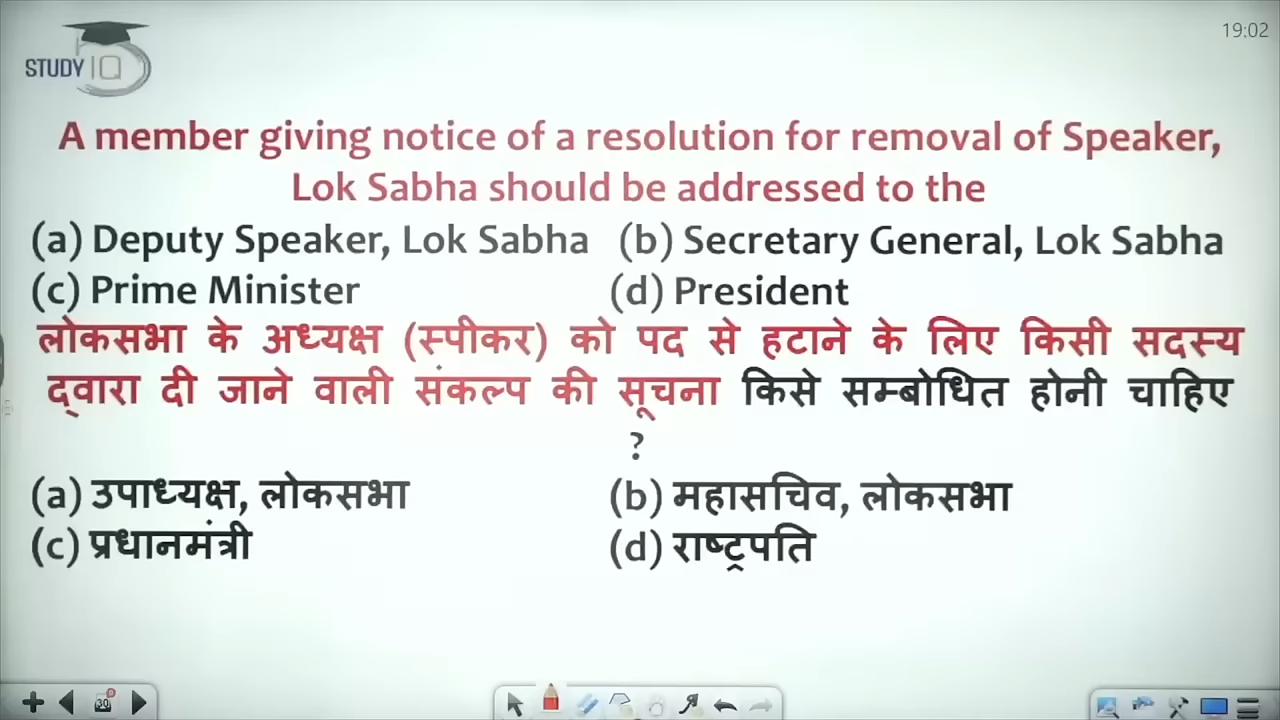 19:02
STUDY IQ
A member giving notice of a resolution for removal of Speaker,
Lok Sabha should be addressed to the
(a) Deputy Speaker, Lok Sabha (b) Secretary General, Lok Sabha
(c) Prime Minister (d) President
लोकसभा के अध्यक्ष (स्पीकर) को पद से हटाने के लिए किसी सदस्य
द्वारा दी जाने वाली संकल्प की सूचना किसे सम्बोधित होनी चाहिए
?
(a) उपाध्यक्ष, लोकसभा (b) महासचिव, लोकसभा
(c) प्रधानमंत्री (d) राष्ट्रपति
30